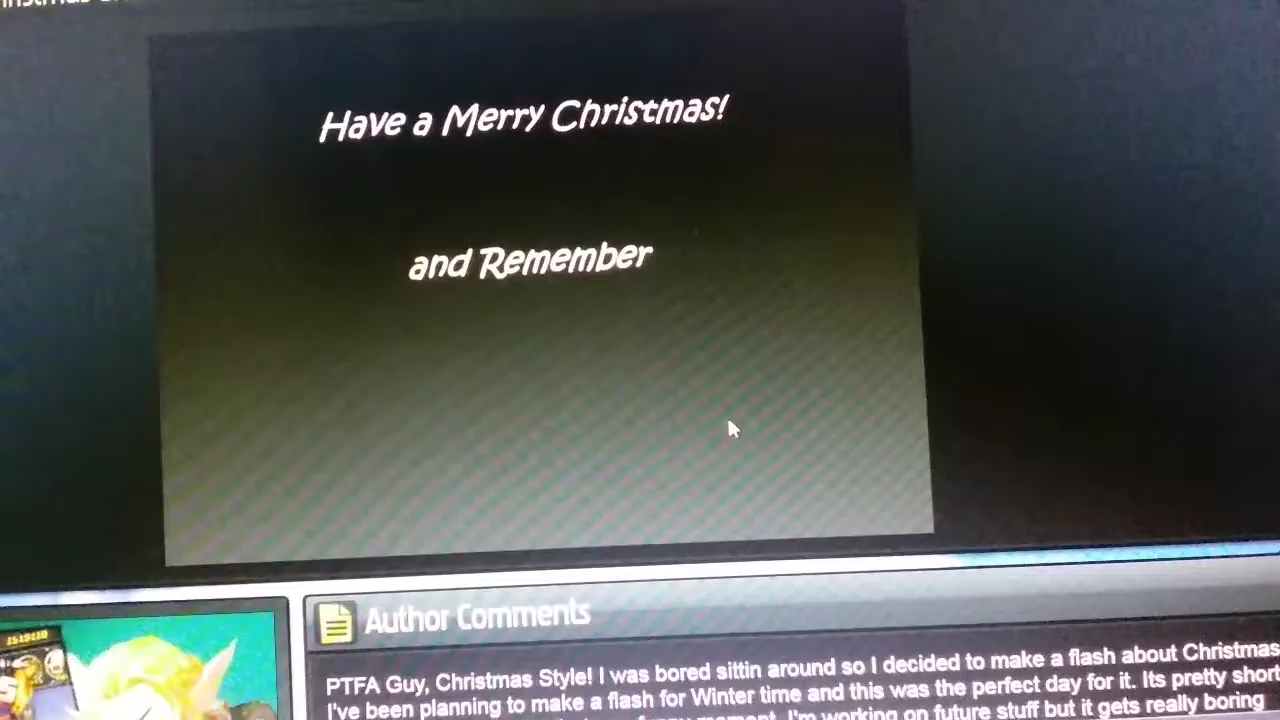 Have a Merry Christmas!
and Remember
Author Comments
PTFA Guy, Christmas Style! I was bored sittin around so I decided to make a flash about Christmas
I've been planning to make a flash for Winter time and this was the perfect day for it. Its pretty short
moment. I'm working on future stuff but it gets really boring